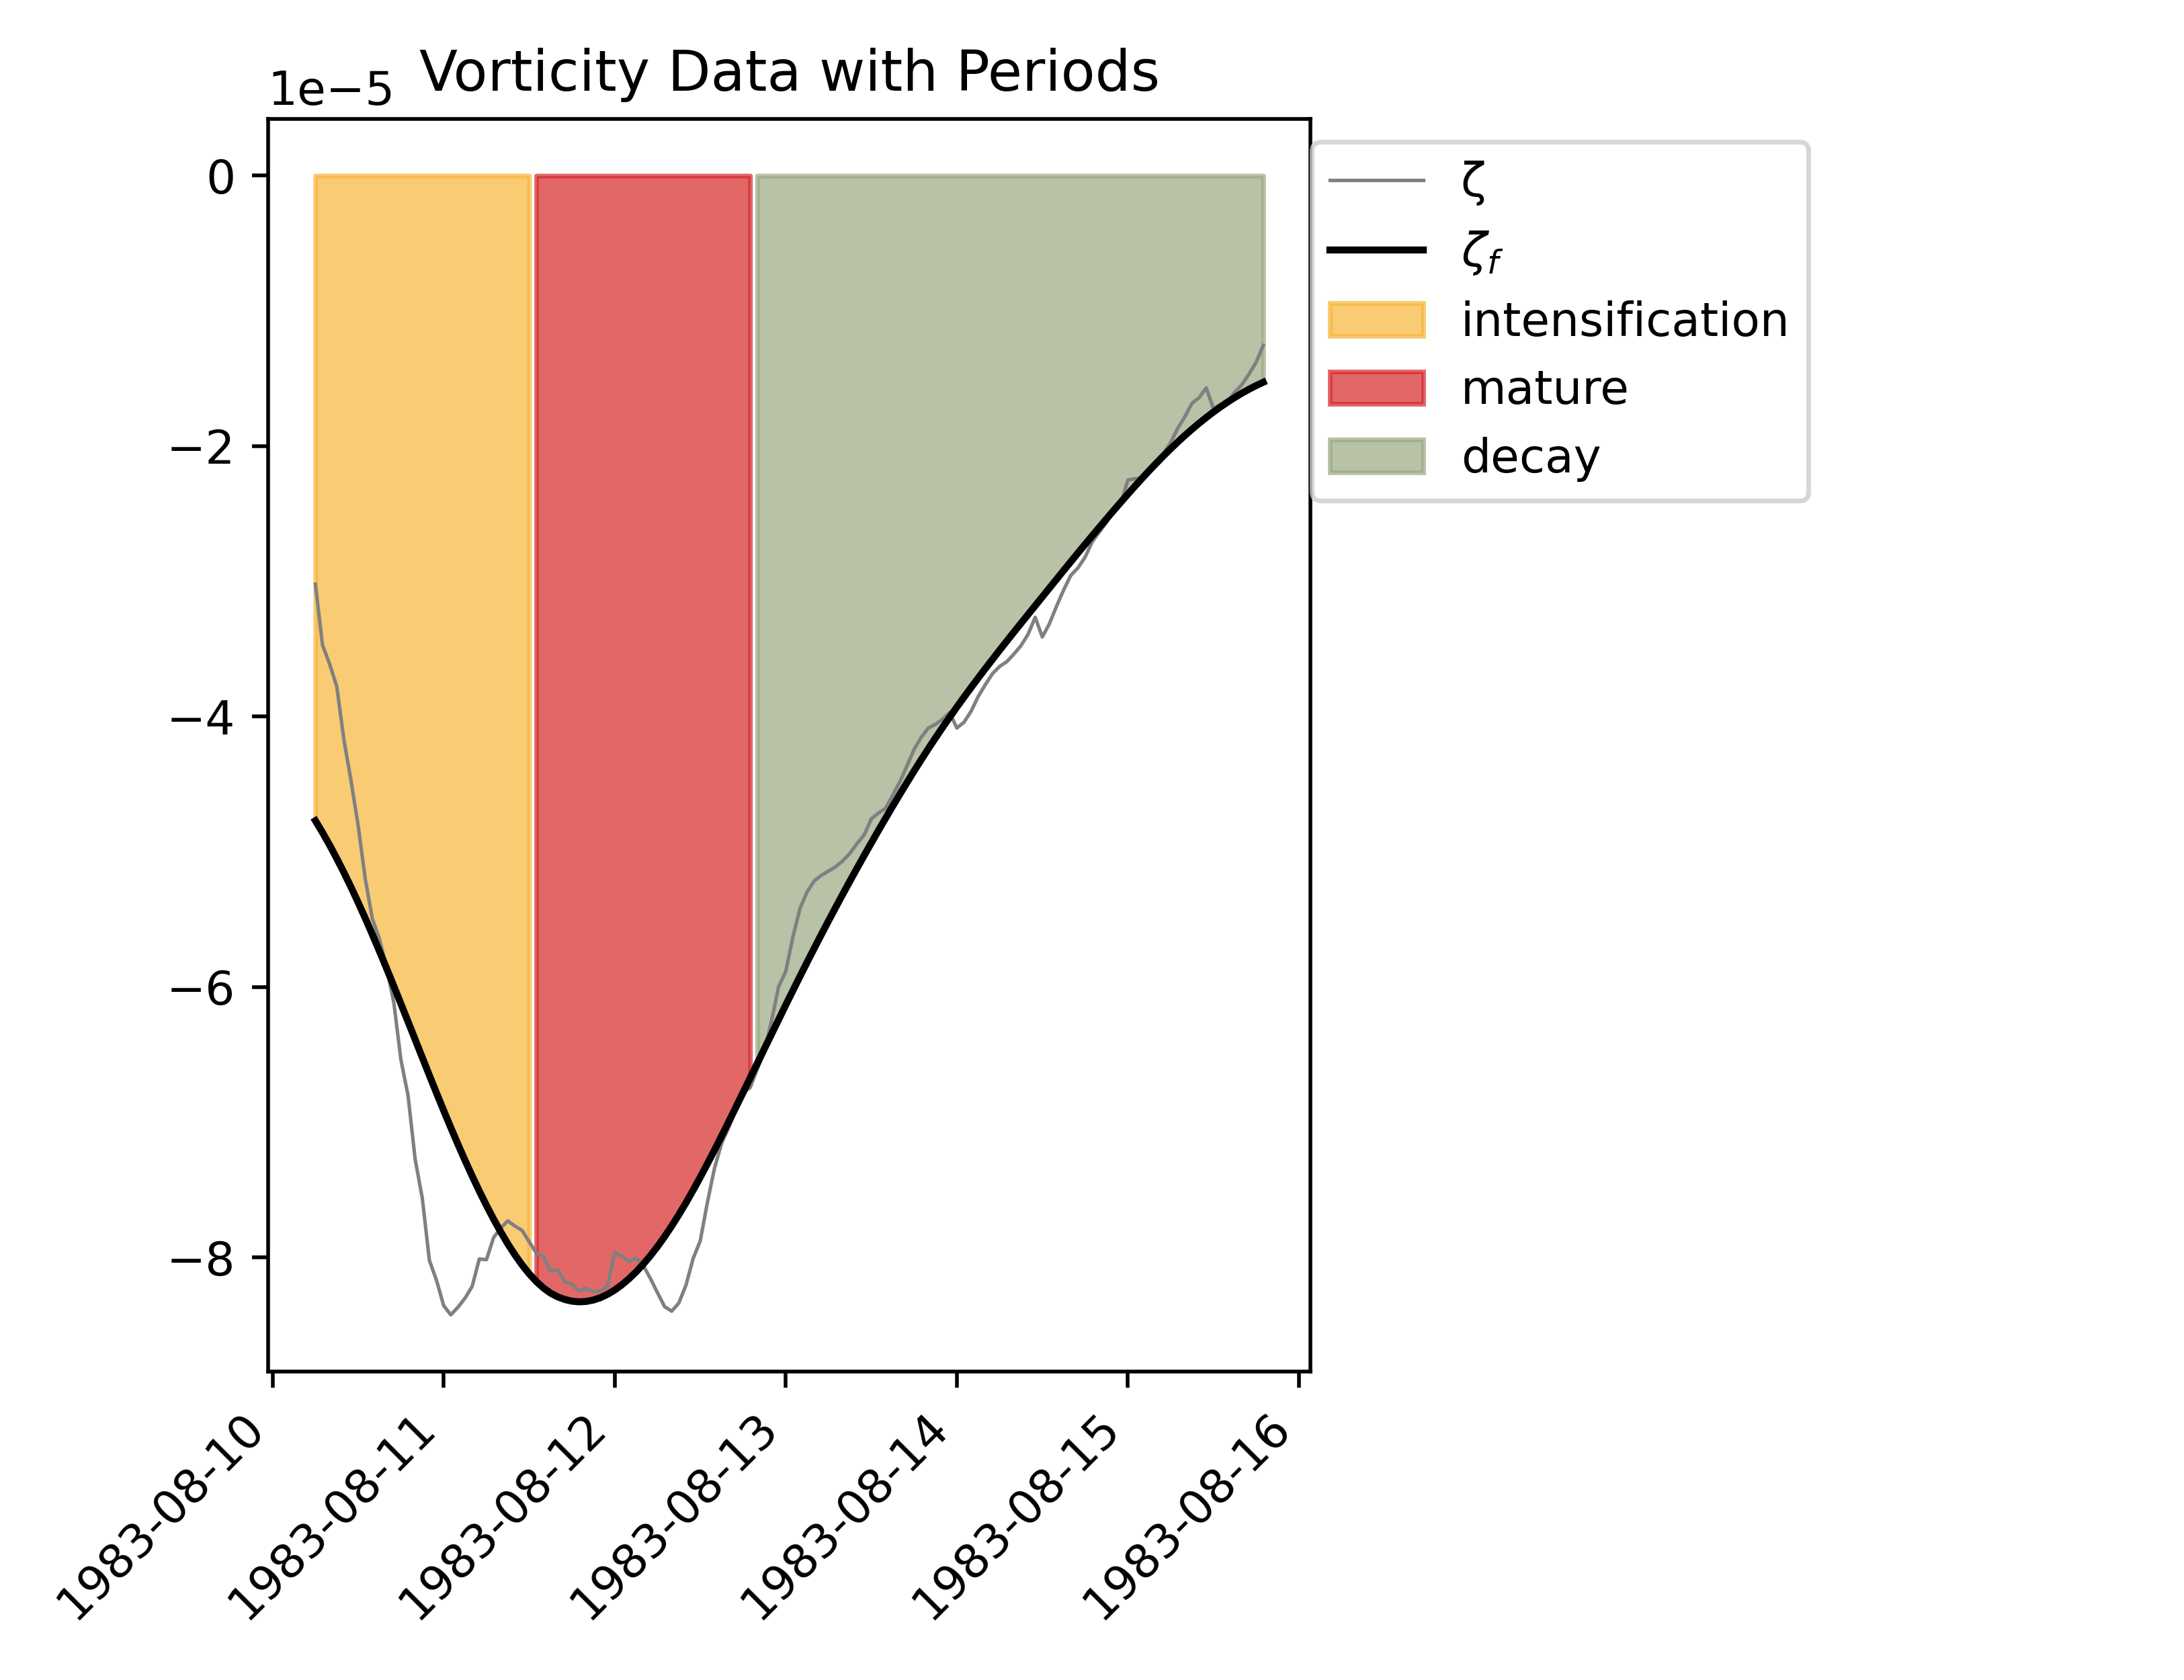 Vorticity Data with Periods
1e−5
0
−2
−4
−6
−8
1983-08-10
1983-08-11
1983-08-12
1983-08-13
1983-08-14
1983-08-15
1983-08-16
ζ
ζf
intensification
mature
decay